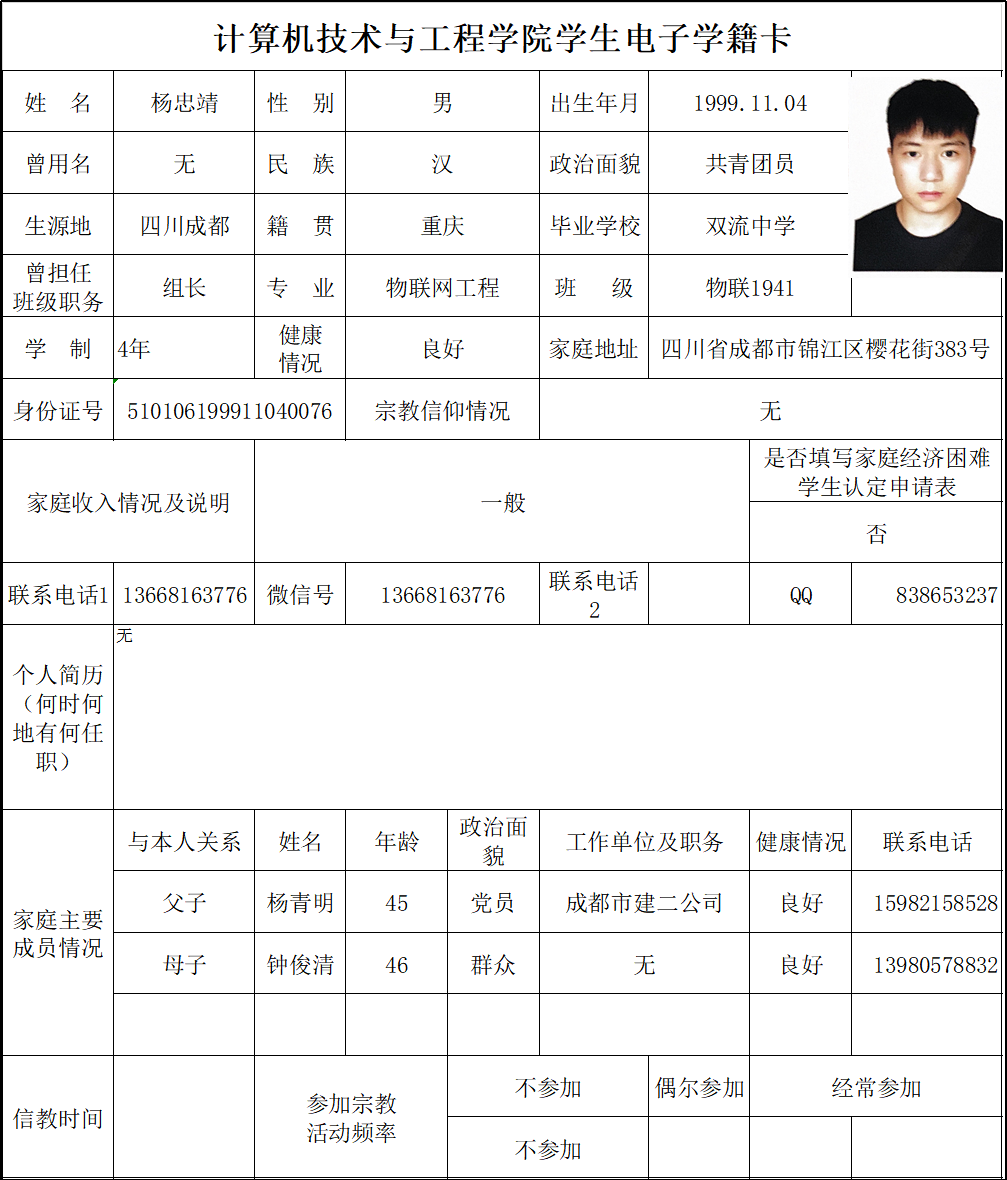 计算机技术与工程学院学生电子学籍卡
姓 名 杨忠靖 性 别 男 出生年月 1999.11.04
曾用名 无 民 族 汉 政治面貌 共青团员
生源地 四川成都 籍 贯 重庆 毕业学校 双流中学
曾担任
班级职务 组长 专 业 物联网工程 班 级 物联1941
学 制 4年 健康
情况 良好 家庭地址 四川省成都市锦江区樱花街383号
身份证号 510106199911040076 宗教信仰情况 无
家庭收入情况及说明 一般 是否填写家庭经济困难
学生认定申请表
否
联系电话1 13668163776 微信号 13668163776 联系电话
2 QQ 838653237
个人简历
（何时何
地有何任
职） 无
家庭主要
成员情况
与本人关系 姓名 年龄 政治面
貌 工作单位及职务 健康情况 联系电话
父子 杨青明 45 党员 成都市建二公司 良好 15982158528
母子 钟俊清 46 群众 无 良好 13980578832
信教时间 参加宗教
活动频率 不参加 偶尔参加 经常参加
不参加